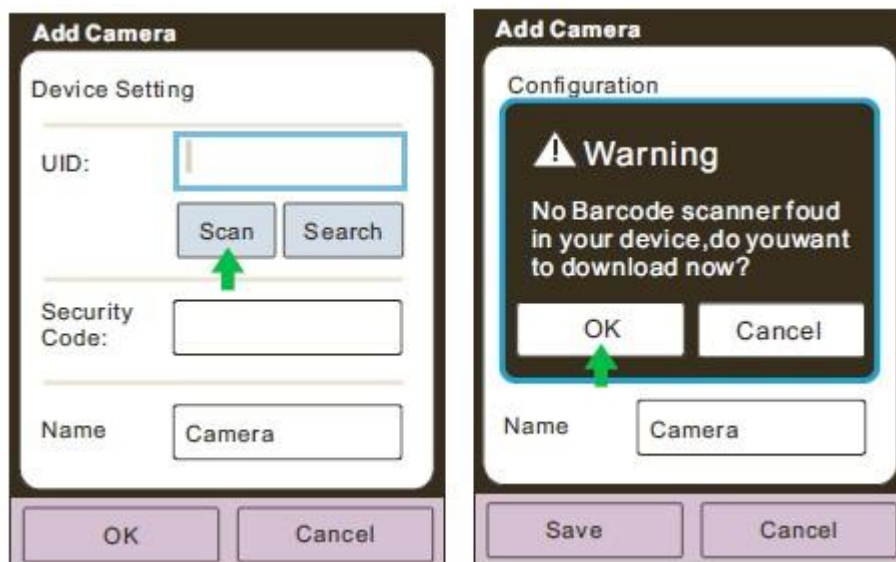 Add Camera
Device Setting
UID:
Scan
Search
Security
Code:
Name
Camera
OK
Cancel
Add Camera
Configuration
Warning
No Barcode scanner foud
in your device,do youwant
to download now?
OK
Cancel
Name
Camera
Save
Cancel